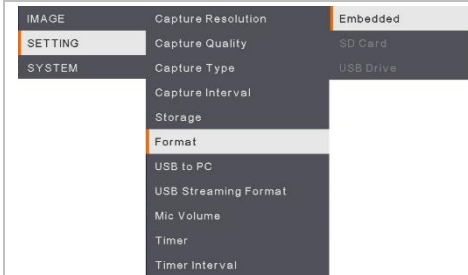 IMAGE
SETTING
SYSTEM
Capture Resolution
Capture Quality
Capture Type
Capture Interval
Storage
Format
USB to PC
USB Streaming Format
Mic Volume
Timer
Timer Interval
Embedded
SD Card
USB Drive